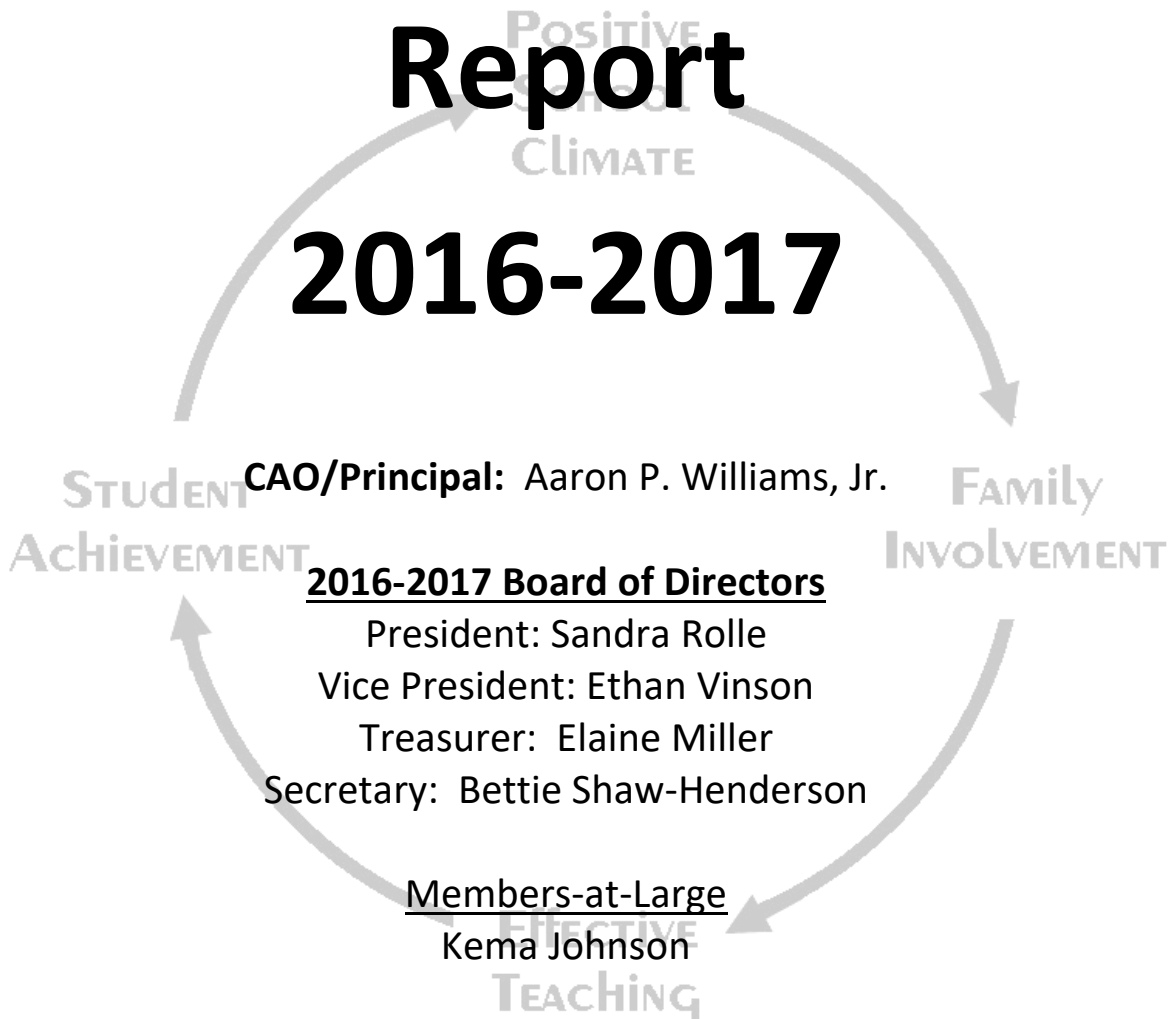 Report
Positive
School
Climate
2016-2017
CAO/Principal:  Aaron P. Williams, Jr.
Student
Achievement
Family
Involvement
2016-2017 Board of Directors
President: Sandra Rolle
Vice President: Ethan Vinson
Treasurer:  Elaine Miller
Secretary:  Bettie Shaw-Henderson
Members-at-Large
Kema Johnson
Effective
Teaching